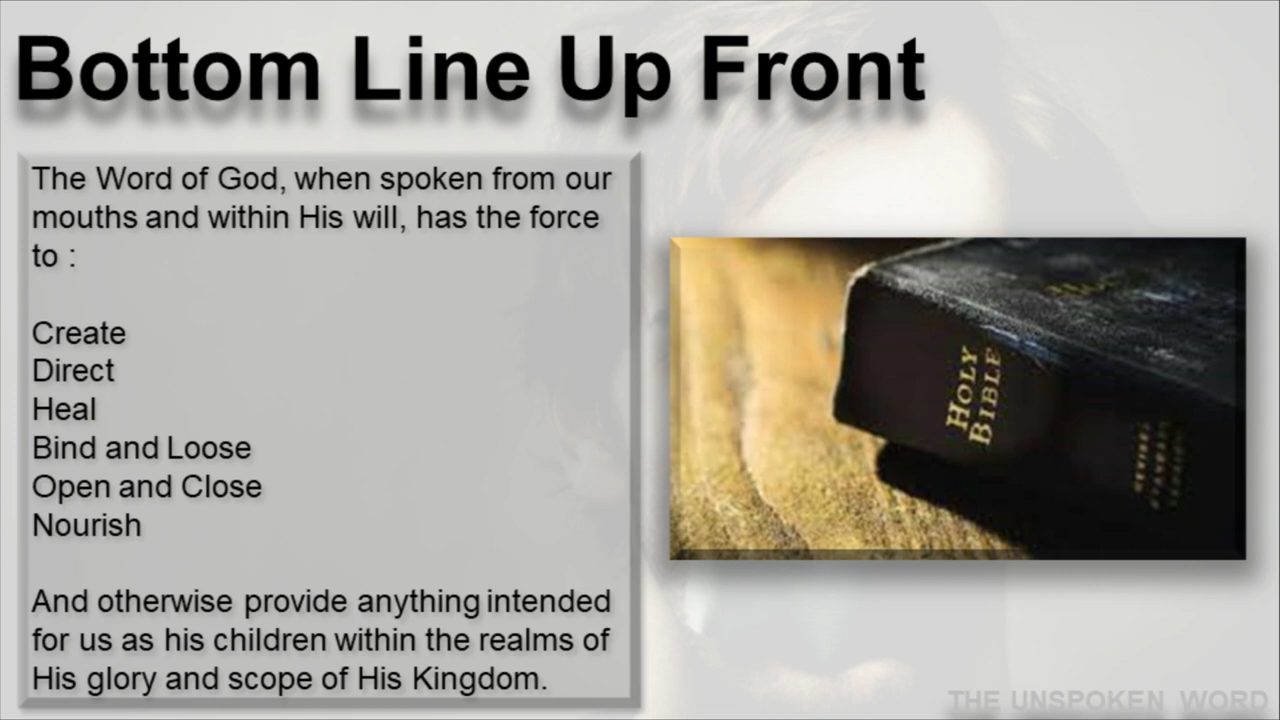 Bottom Line Up Front
The Word of God, when spoken from our
mouths and within His will, has the force
to :
Create
Direct
Heal
Bind and Loose
Open and Close
Nourish
And otherwise provide anything intended
for us as his children within the realms of
His glory and scope of His Kingdom.
HOLY
BIBLE
THE UNSPOKEN WORD